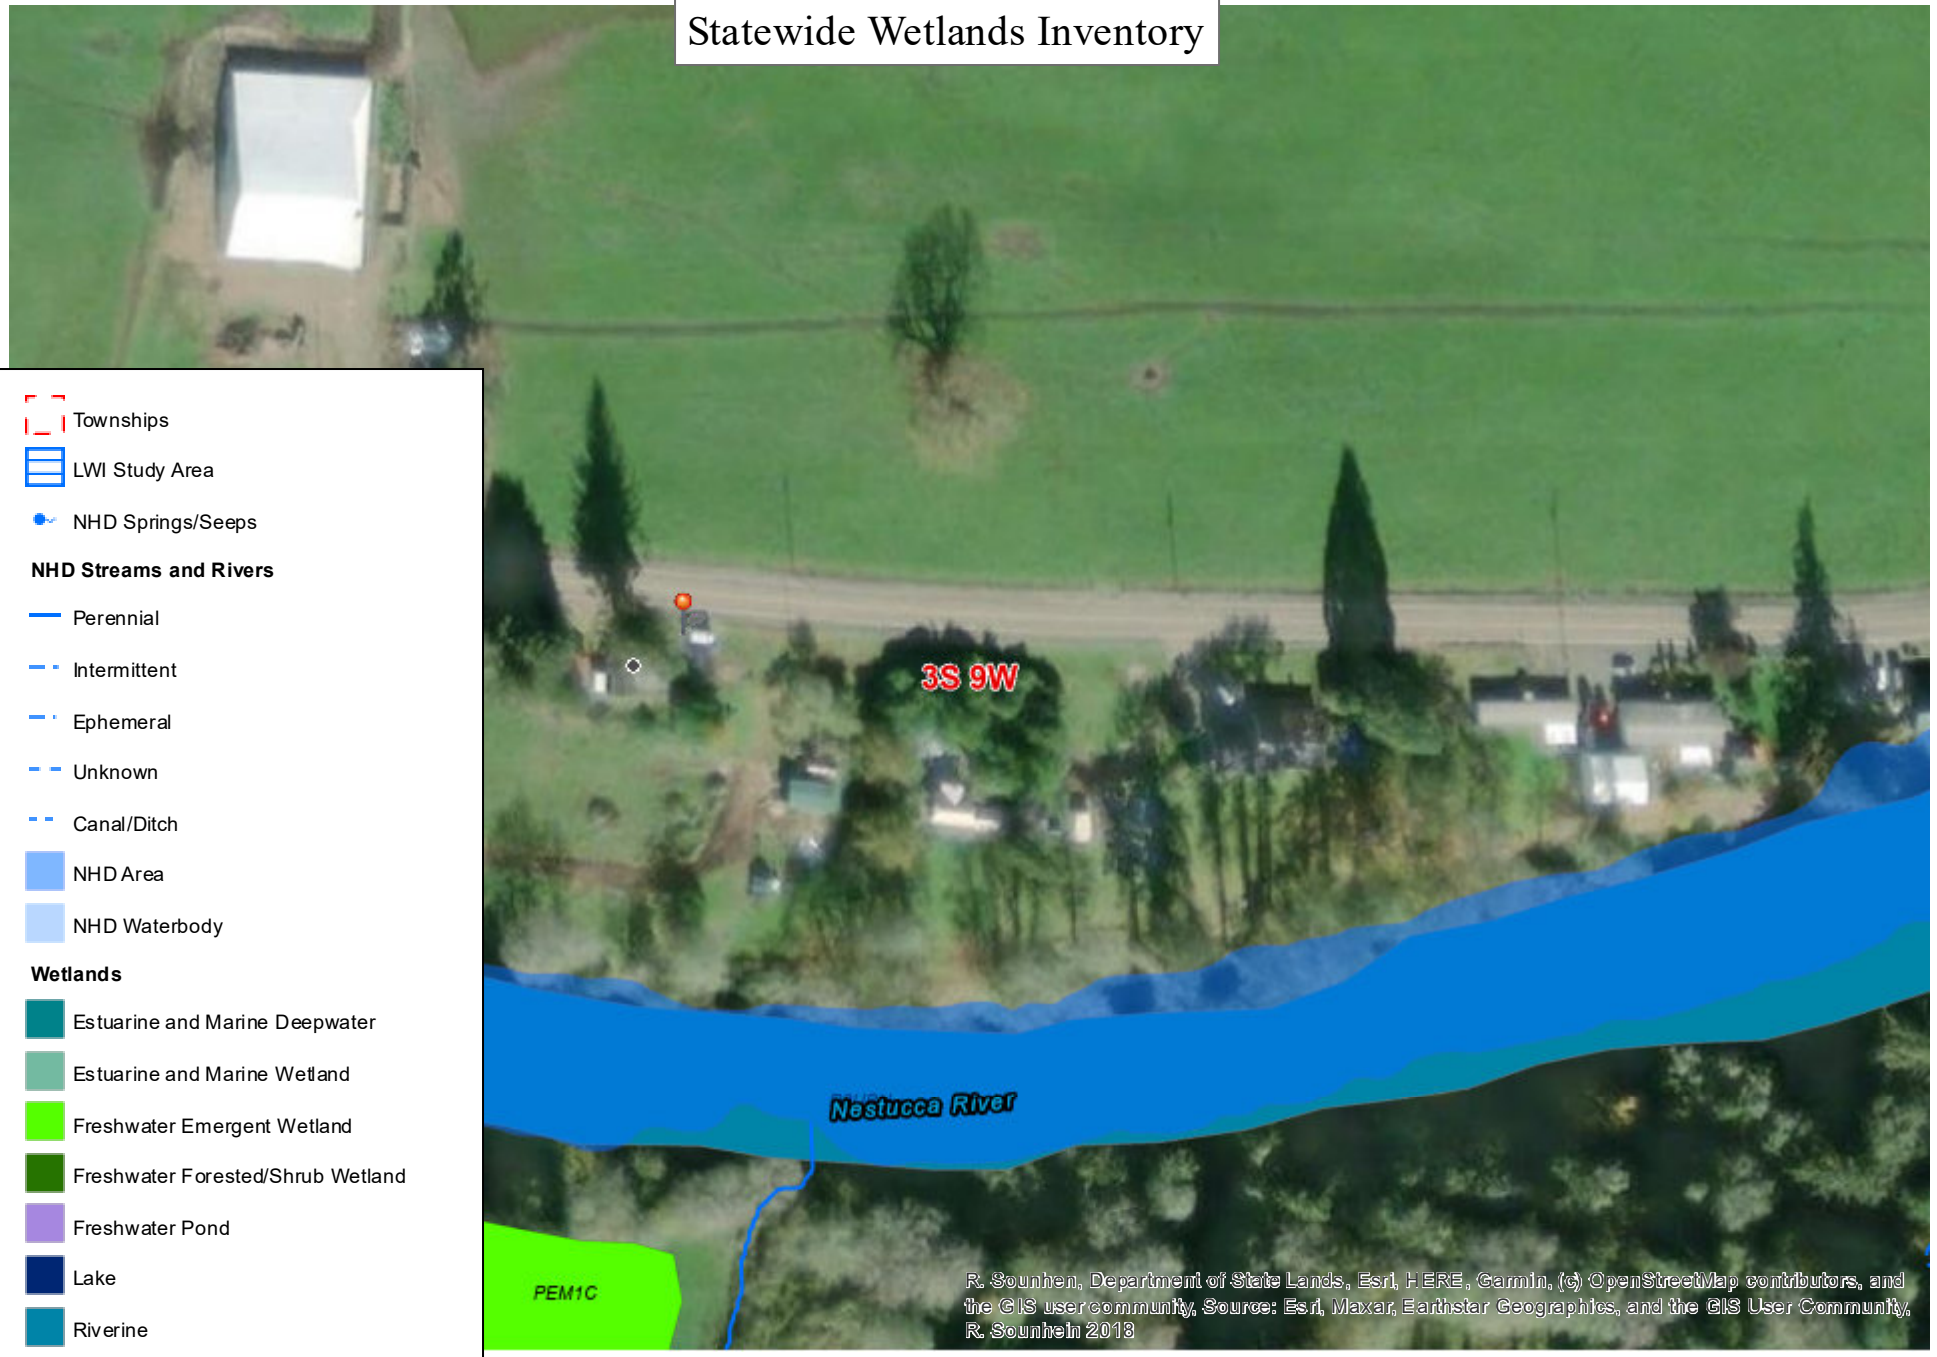 Statewide Wetlands Inventory
Townships
LWI Study Area
NHD Springs/Seeps
NHD Streams and Rivers
Perennial
Intermittent
Ephemeral
Unknown
Canal/Ditch
NHD Area
NHD Waterbody
Wetlands
Estuarine and Marine Deepwater
Estuarine and Marine Wetland
Freshwater Emergent Wetland
Freshwater Forested/Shrub Wetland
Freshwater Pond
Lake
Riverine
3S 9W
Nestucca River
PEM1C
R. Sounhen, Department of State Lands, Esri, HERE, Garmin, (c) OpenStreetMap contributors, and
the GIS user community, Source: Esri, Maxar, Earthstar Geographics, and the GIS User Community,
R. Sounhein 2018